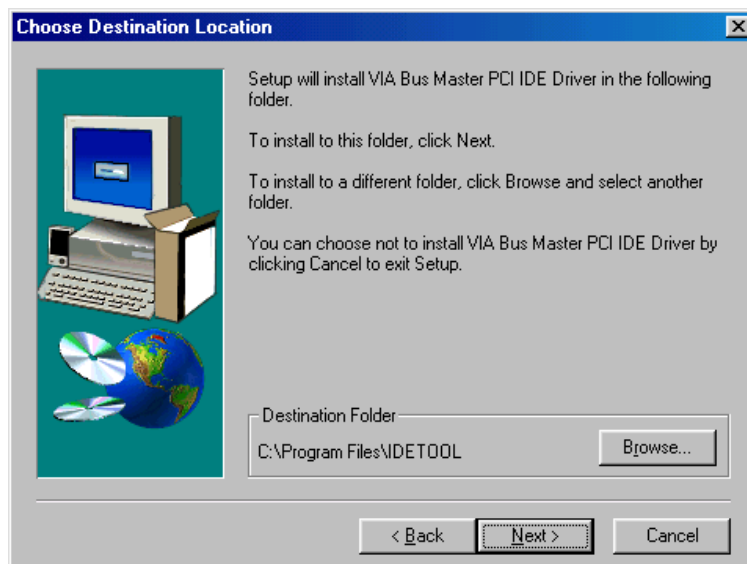 Choose Destination Location
Setup will install VIA Bus Master PCI IDE Driver in the following
folder.
To install to this folder, click Next.
To install to a different folder, click Browse and select another
folder.
You can choose not to install VIA Bus Master PCI IDE Driver by
clicking Cancel to exit Setup.
Destination Folder
C:\Program Files\IDETOOL
Browse...
< Back
Next >
Cancel